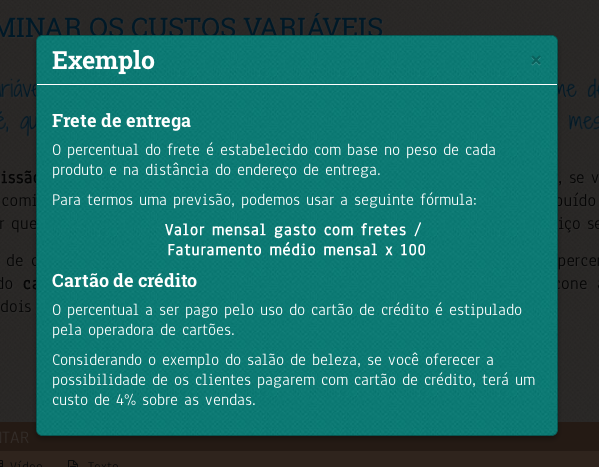 MINAR OS CUSTOS VARIÁVEIS
Exemplo
×
Frete de entrega
O percentual do frete é estabelecido com base no peso de cada
produto e na distância do endereço de entrega.
Para termos uma previsão, podemos usar a seguinte fórmula:
Valor mensal gasto com fretes /
Faturamento médio mensal x 100
Cartão de crédito
O percentual a ser pago pelo uso do cartão de crédito é estipulado
pela operadora de cartões.
Considerando o exemplo do salão de beleza, se você oferecer a
possibilidade de os clientes pagarem com cartão de crédito, terá um
custo de 4% sobre as vendas.
NTAR
Vídeo Texto